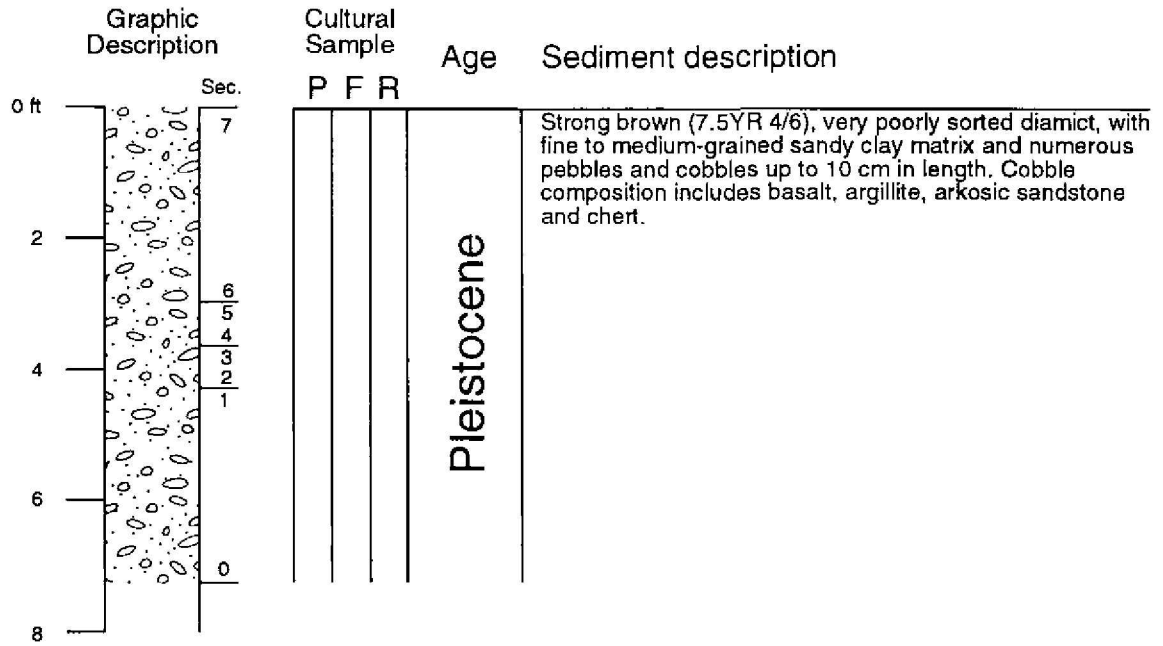 Graphic
Description
Cultural
Sample
Age
Sediment description
Sec.
P F R
0 ft
7
Strong brown (7.5YR 4/6), very poorly sorted diamict, with
fine to medium-grained sandy clay matrix and numerous
pebbles and cobbles up to 10 cm in length. Cobble
composition includes basalt, argillite, arkosic sandstone
and chert.
2
6
5
4
3
4
2
1
Pleistocene
6
0
8